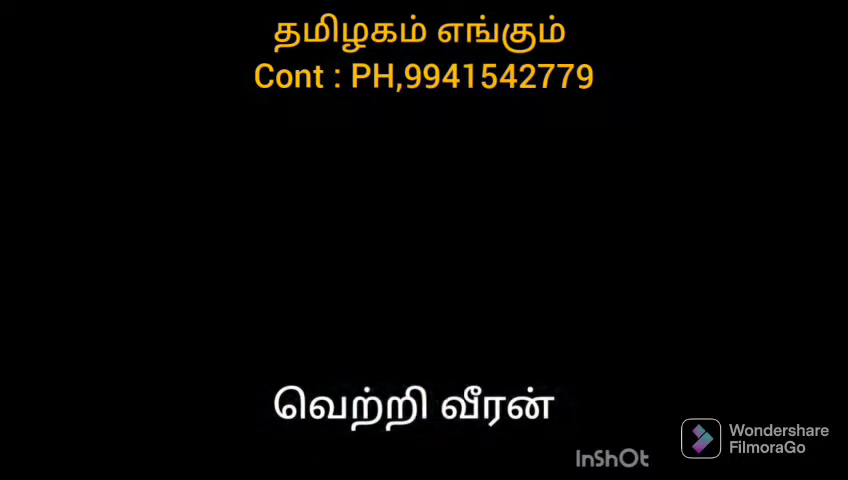 தமிழகம் எங்கும்
Cont : PH,9941542779
வெற்றி வீரன்
InShOt
Wondershare
FilmoraGo